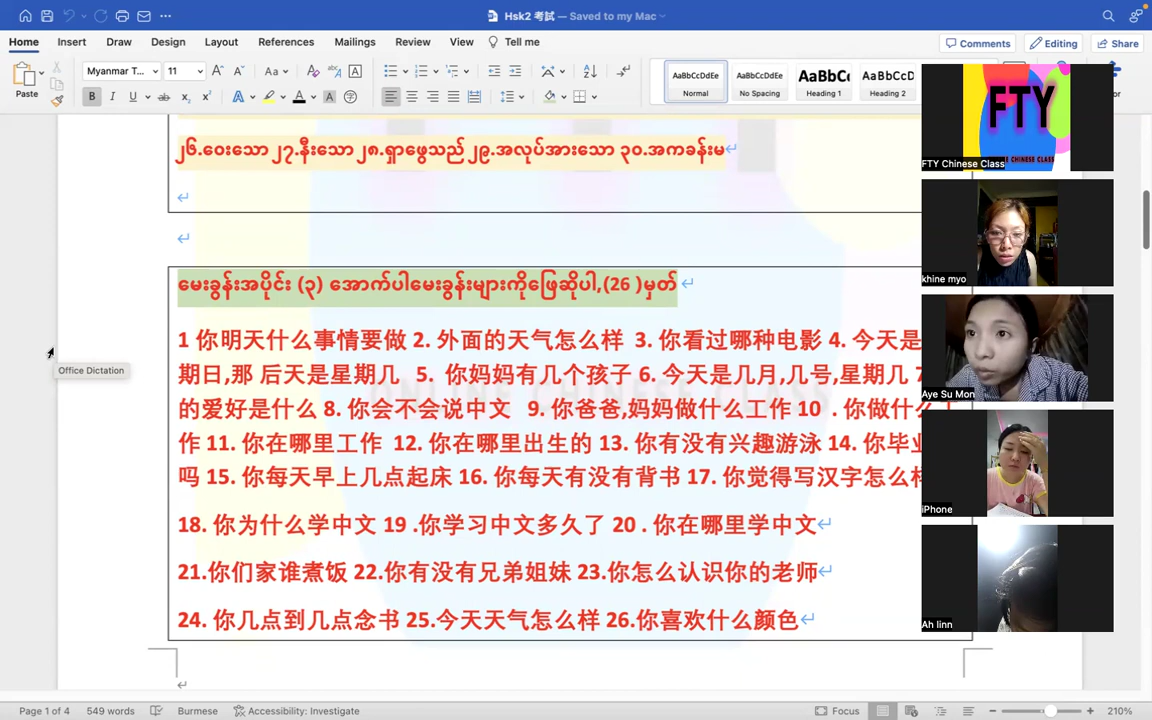 Hsk2 考試 — Saved to my Mac
Home Insert Draw Design Layout References Mailings Review View Tell me
Comments Editing Share
Paste
Myanmar T... 11
AaBbCcDdEe AaBbCcDdEe AaBbCc AaBbCcD
Normal No Spacing Heading 1 Heading 2
FTY
CHINESE CLASS
FTY Chinese Class
၂၆.ဝေးသော ၂၇.နီးသော ၂၈.ရှာဖွေသည် ၂၉.အလုပ်အားသော ၃၀.အကခန်းမ
khine myo
မေးခွန်းအပိုင်း (၃) အောက်ပါမေးခွန်းများကိုဖြေဆိုပါ,(26 )မှတ်
1 你明天什么事情要做 2. 外面的天气怎么样 3. 你看过哪种电影 4. 今天是
Office Dictation
期日,那 后天是星期几 5. 你妈妈有几个孩子 6. 今天是几月,几号,星期几 7
Aye Su Mon
的爱好是什么 8. 你会不会说中文 9. 你爸爸,妈妈做什么工作 10 . 你做什么
作 11. 你在哪里工作 12. 你在哪里出生的 13. 你有没有兴趣游泳 14. 你毕业
吗 15. 你每天早上几点起床 16. 你每天有没有背书 17. 你觉得写汉字怎么样
iPhone
18. 你为什么学中文 19 .你学习中文多久了 20 . 你在哪里学中文
21.你们家谁煮饭 22.你有没有兄弟姐妹 23.你怎么认识你的老师
24. 你几点到几点念书 25.今天天气怎么样 26.你喜欢什么颜色
Ah linn
Page 1 of 4 549 words Burmese Accessibility: Investigate Focus 210%